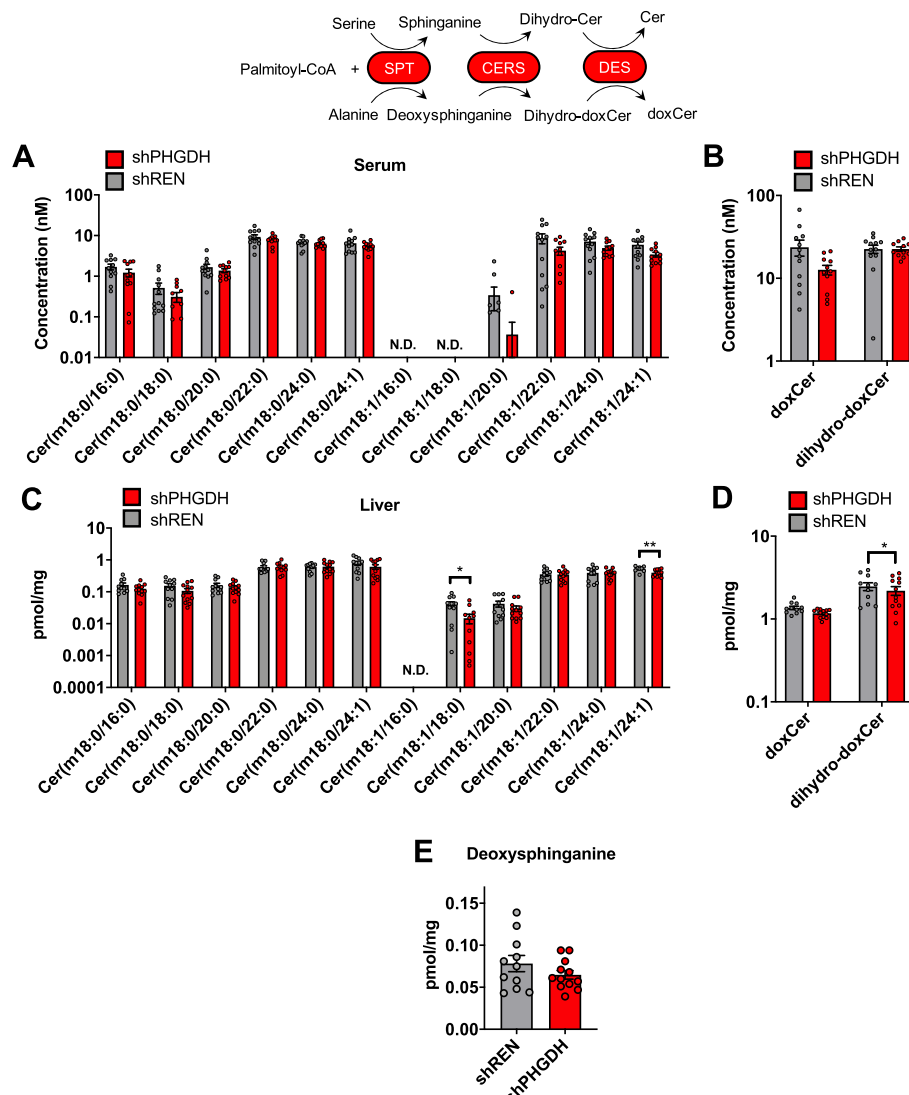 Serine Sphinganine Dihydro-Cer Cer
Palmitoyl-CoA + SPT CERS DES
Alanine Deoxysphinganine Dihydro-doxCer doxCer
A
shPHGDH
shREN
Serum
Concentration (nM)
100
10
1
0.1
0.01
N.D. N.D.
Cer(m18:0/16:0)
Cer(m18:0/18:0)
Cer(m18:0/20:0)
Cer(m18:0/22:0)
Cer(m18:0/24:0)
Cer(m18:0/24:1)
Cer(m18:1/16:0)
Cer(m18:1/18:0)
Cer(m18:1/20:0)
Cer(m18:1/22:0)
Cer(m18:1/24:0)
Cer(m18:1/24:1)
B
shPHGDH
shREN
Concentration (nM)
100
10
1
doxCer
dihydro-doxCer
C
shPHGDH
shREN
Liver
pmol/mg
10
1
0.1
0.01
0.001
0.0001
N.D.
*
**
Cer(m18:0/16:0)
Cer(m18:0/18:0)
Cer(m18:0/20:0)
Cer(m18:0/22:0)
Cer(m18:0/24:0)
Cer(m18:0/24:1)
Cer(m18:1/16:0)
Cer(m18:1/18:0)
Cer(m18:1/20:0)
Cer(m18:1/22:0)
Cer(m18:1/24:0)
Cer(m18:1/24:1)
D
shPHGDH
shREN
pmol/mg
10
1
0.1
*
doxCer
dihydro-doxCer
E
Deoxysphinganine
pmol/mg
0.15
0.10
0.05
0.00
shREN
shPHGDH